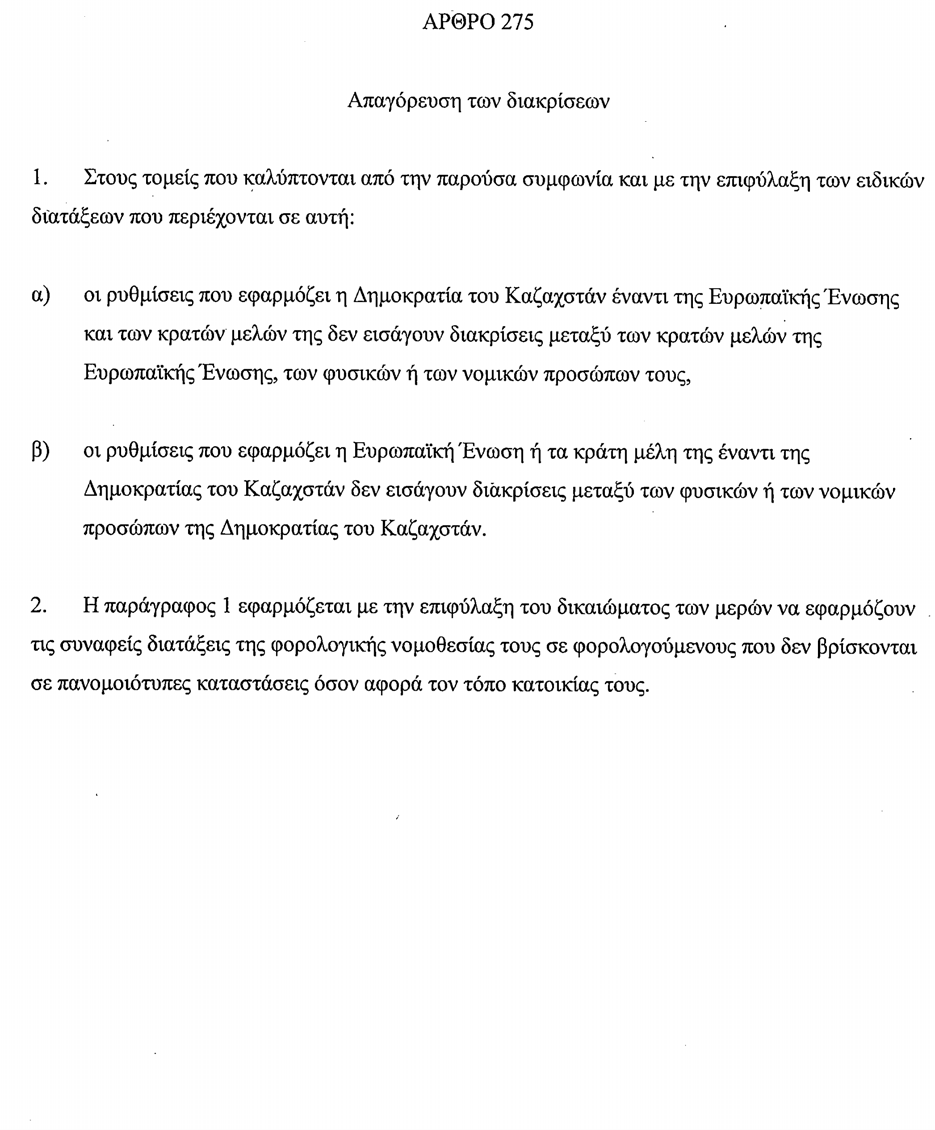 ΑΡΘΡΟ 275
Απαγόρευση των διακρίσεων
1. Στους τομείς που καλύπτονται από την παρούσα συμφωνία και με την επιφύλαξη των ειδικών
διατάξεων που περιέχονται σε αυτή:
α) οι ρυθμίσεις που εφαρμόζει η Δημοκρατία του Καζαχστάν έναντι της Ευρωπαϊκής Ένωσης
και των κρατών μελών της δεν εισάγουν διακρίσεις μεταξύ των κρατών μελών της
Ευρωπαϊκής Ένωσης, των φυσικών ή των νομικών προσώπων τους,
β) οι ρυθμίσεις που εφαρμόζει η Ευρωπαϊκή Ένωση ή τα κράτη μέλη της έναντι της
Δημοκρατίας του Καζαχστάν δεν εισάγουν διακρίσεις μεταξύ των φυσικών ή των νομικών
προσώπων της Δημοκρατίας του Καζαχστάν.
2. Η παράγραφος 1 εφαρμόζεται με την επιφύλαξη του δικαιώματος των μερών να εφαρμόζουν
τις συναφείς διατάξεις της φορολογικής νομοθεσίας τους σε φορολογούμενους που δεν βρίσκονται
σε πανομοιότυπες καταστάσεις όσον αφορά τον τόπο κατοικίας τους.